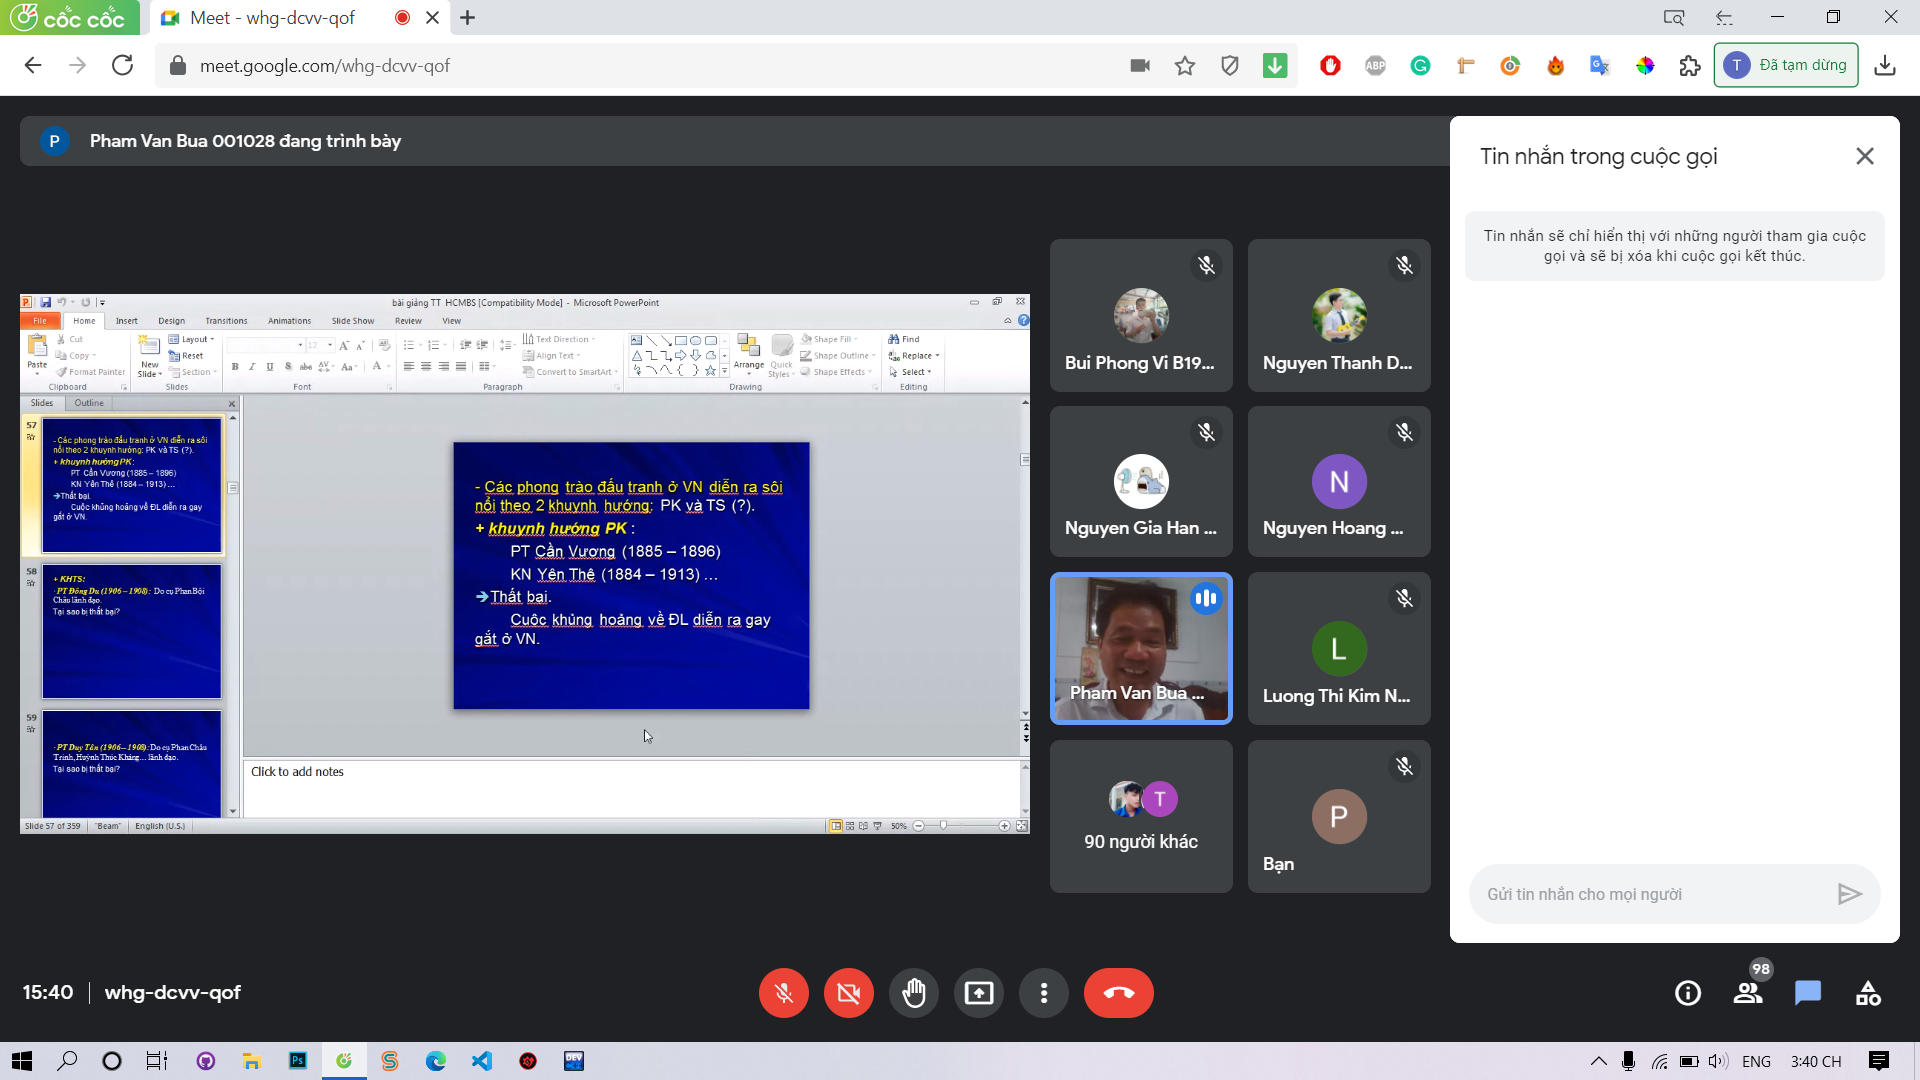 cốc cốc
Meet - whg-dcvv-qof
meet.google.com/whg-dcvv-qof
ABP
T
Đã tạm dừng
P
Pham Van Bua 001028 đang trình bày
bài giảng TT HCMBS [Compatibility Mode] - Microsoft PowerPoint
File
Home
Insert
Design
Transitions
Animations
Slide Show
Review
View
Paste
Cut
Copy
Format Painter
Clipboard
New
Slide
Layout
Reset
Section
Slides
Font
Text Direction
Align Text
Convert to SmartArt
Paragraph
Arrange
Quick
Styles
Shape Fill
Shape Outline
Shape Effects
Drawing
Find
Replace
Select
Editing
Slides
Outline
57
- Các phong trào đấu tranh ở VN diễn ra sôi
nổi theo 2 khuynh hướng: PK và TS (?).
+ khuynh hướng PK :
PT Cần Vương (1885 – 1896)
KN Yên Thê (1884 – 1913) ...
➔Thất bại.
Cuộc khủng hoảng về ĐL diễn ra gay
gắt ở VN.
58
+ KHTS:
· PT Đông Du (1906 – 1908): Do cụ Phan Bội
Châu lãnh đạo.
Tại sao bị thất bại?
59
· PT Duy Tân (1906 – 1908): Do cụ Phan Châu
Trinh, Huỳnh Thúc Kháng... lãnh đạo.
Tại sao bị thất bại?
- Các phong trào đấu tranh ở VN diễn ra sôi
nổi theo 2 khuynh hướng: PK và TS (?).
+ khuynh hướng PK :
PT Cần Vương (1885 – 1896)
KN Yên Thê (1884 – 1913) ...
➔Thất bại.
Cuộc khủng hoảng về ĐL diễn ra gay
gắt ở VN.
Click to add notes
Slide 57 of 359
"Beam"
English (U.S.)
50%
Bui Phong Vi B19...
Nguyen Thanh D...
Nguyen Gia Han ...
N
Nguyen Hoang ...
Pham Van Bua ...
L
Luong Thi Kim N...
T
90 người khác
P
Bạn
Tin nhắn trong cuộc gọi
Tin nhắn sẽ chỉ hiển thị với những người tham gia cuộc
gọi và sẽ bị xóa khi cuộc gọi kết thúc.
Gửi tin nhắn cho mọi người
15:40
whg-dcvv-qof
98
Ps
DEV
ENG
3:40 CH